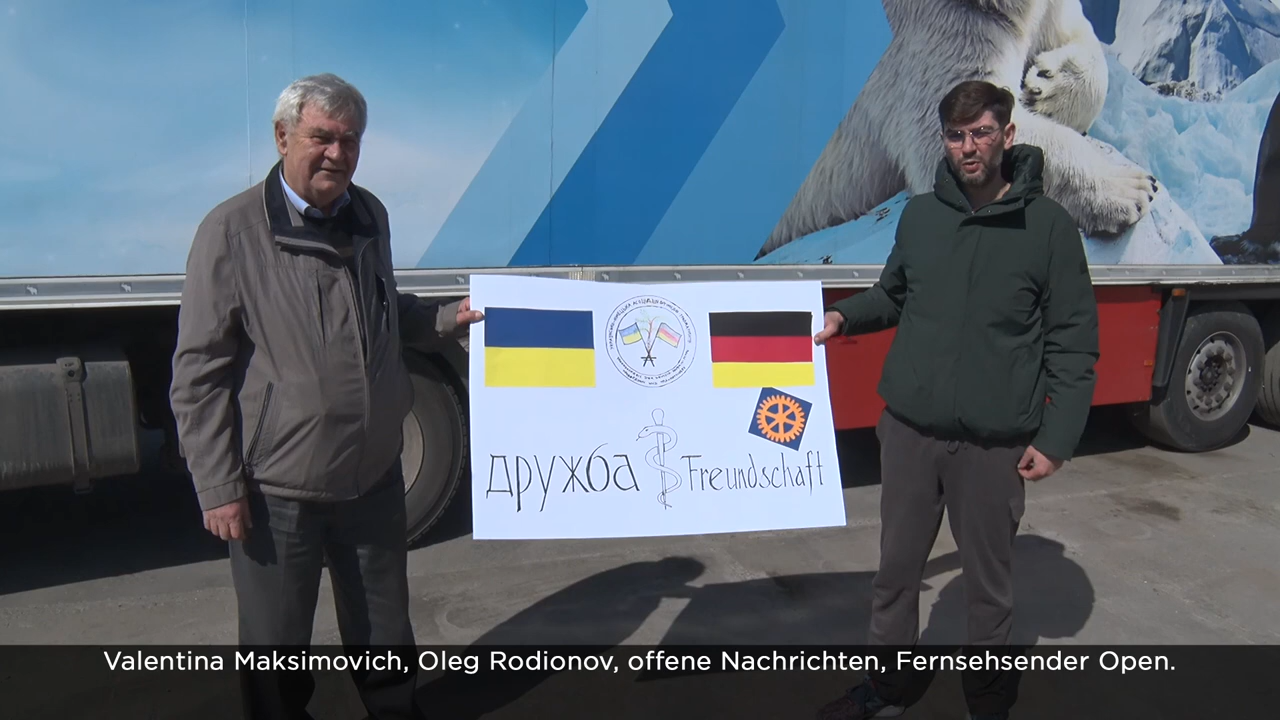 дружба Freundschaft
Valentina Maksimovich, Oleg Rodionov, offene Nachrichten, Fernsehsender Open.